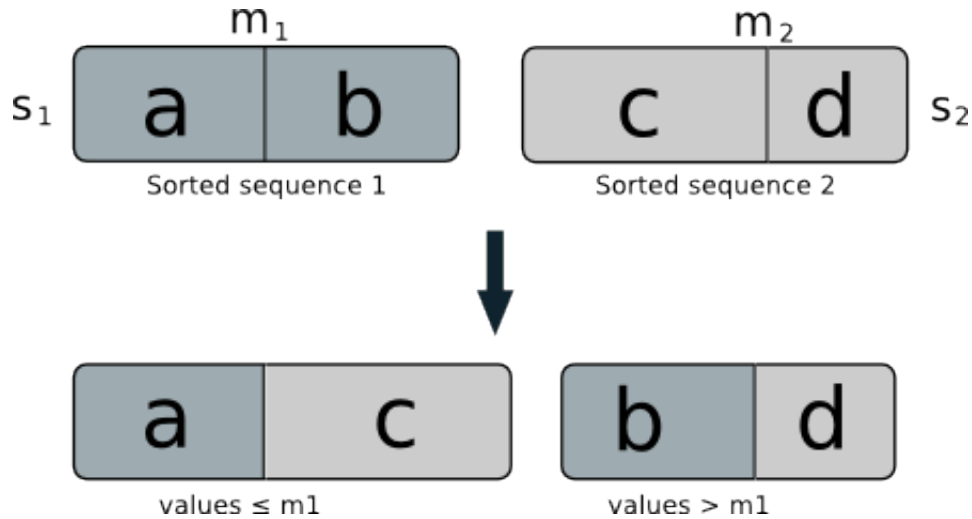 m₁ m₂
s₁ a b c d s₂
Sorted sequence 1 Sorted sequence 2
a c b d
values ≤ m1 values > m1